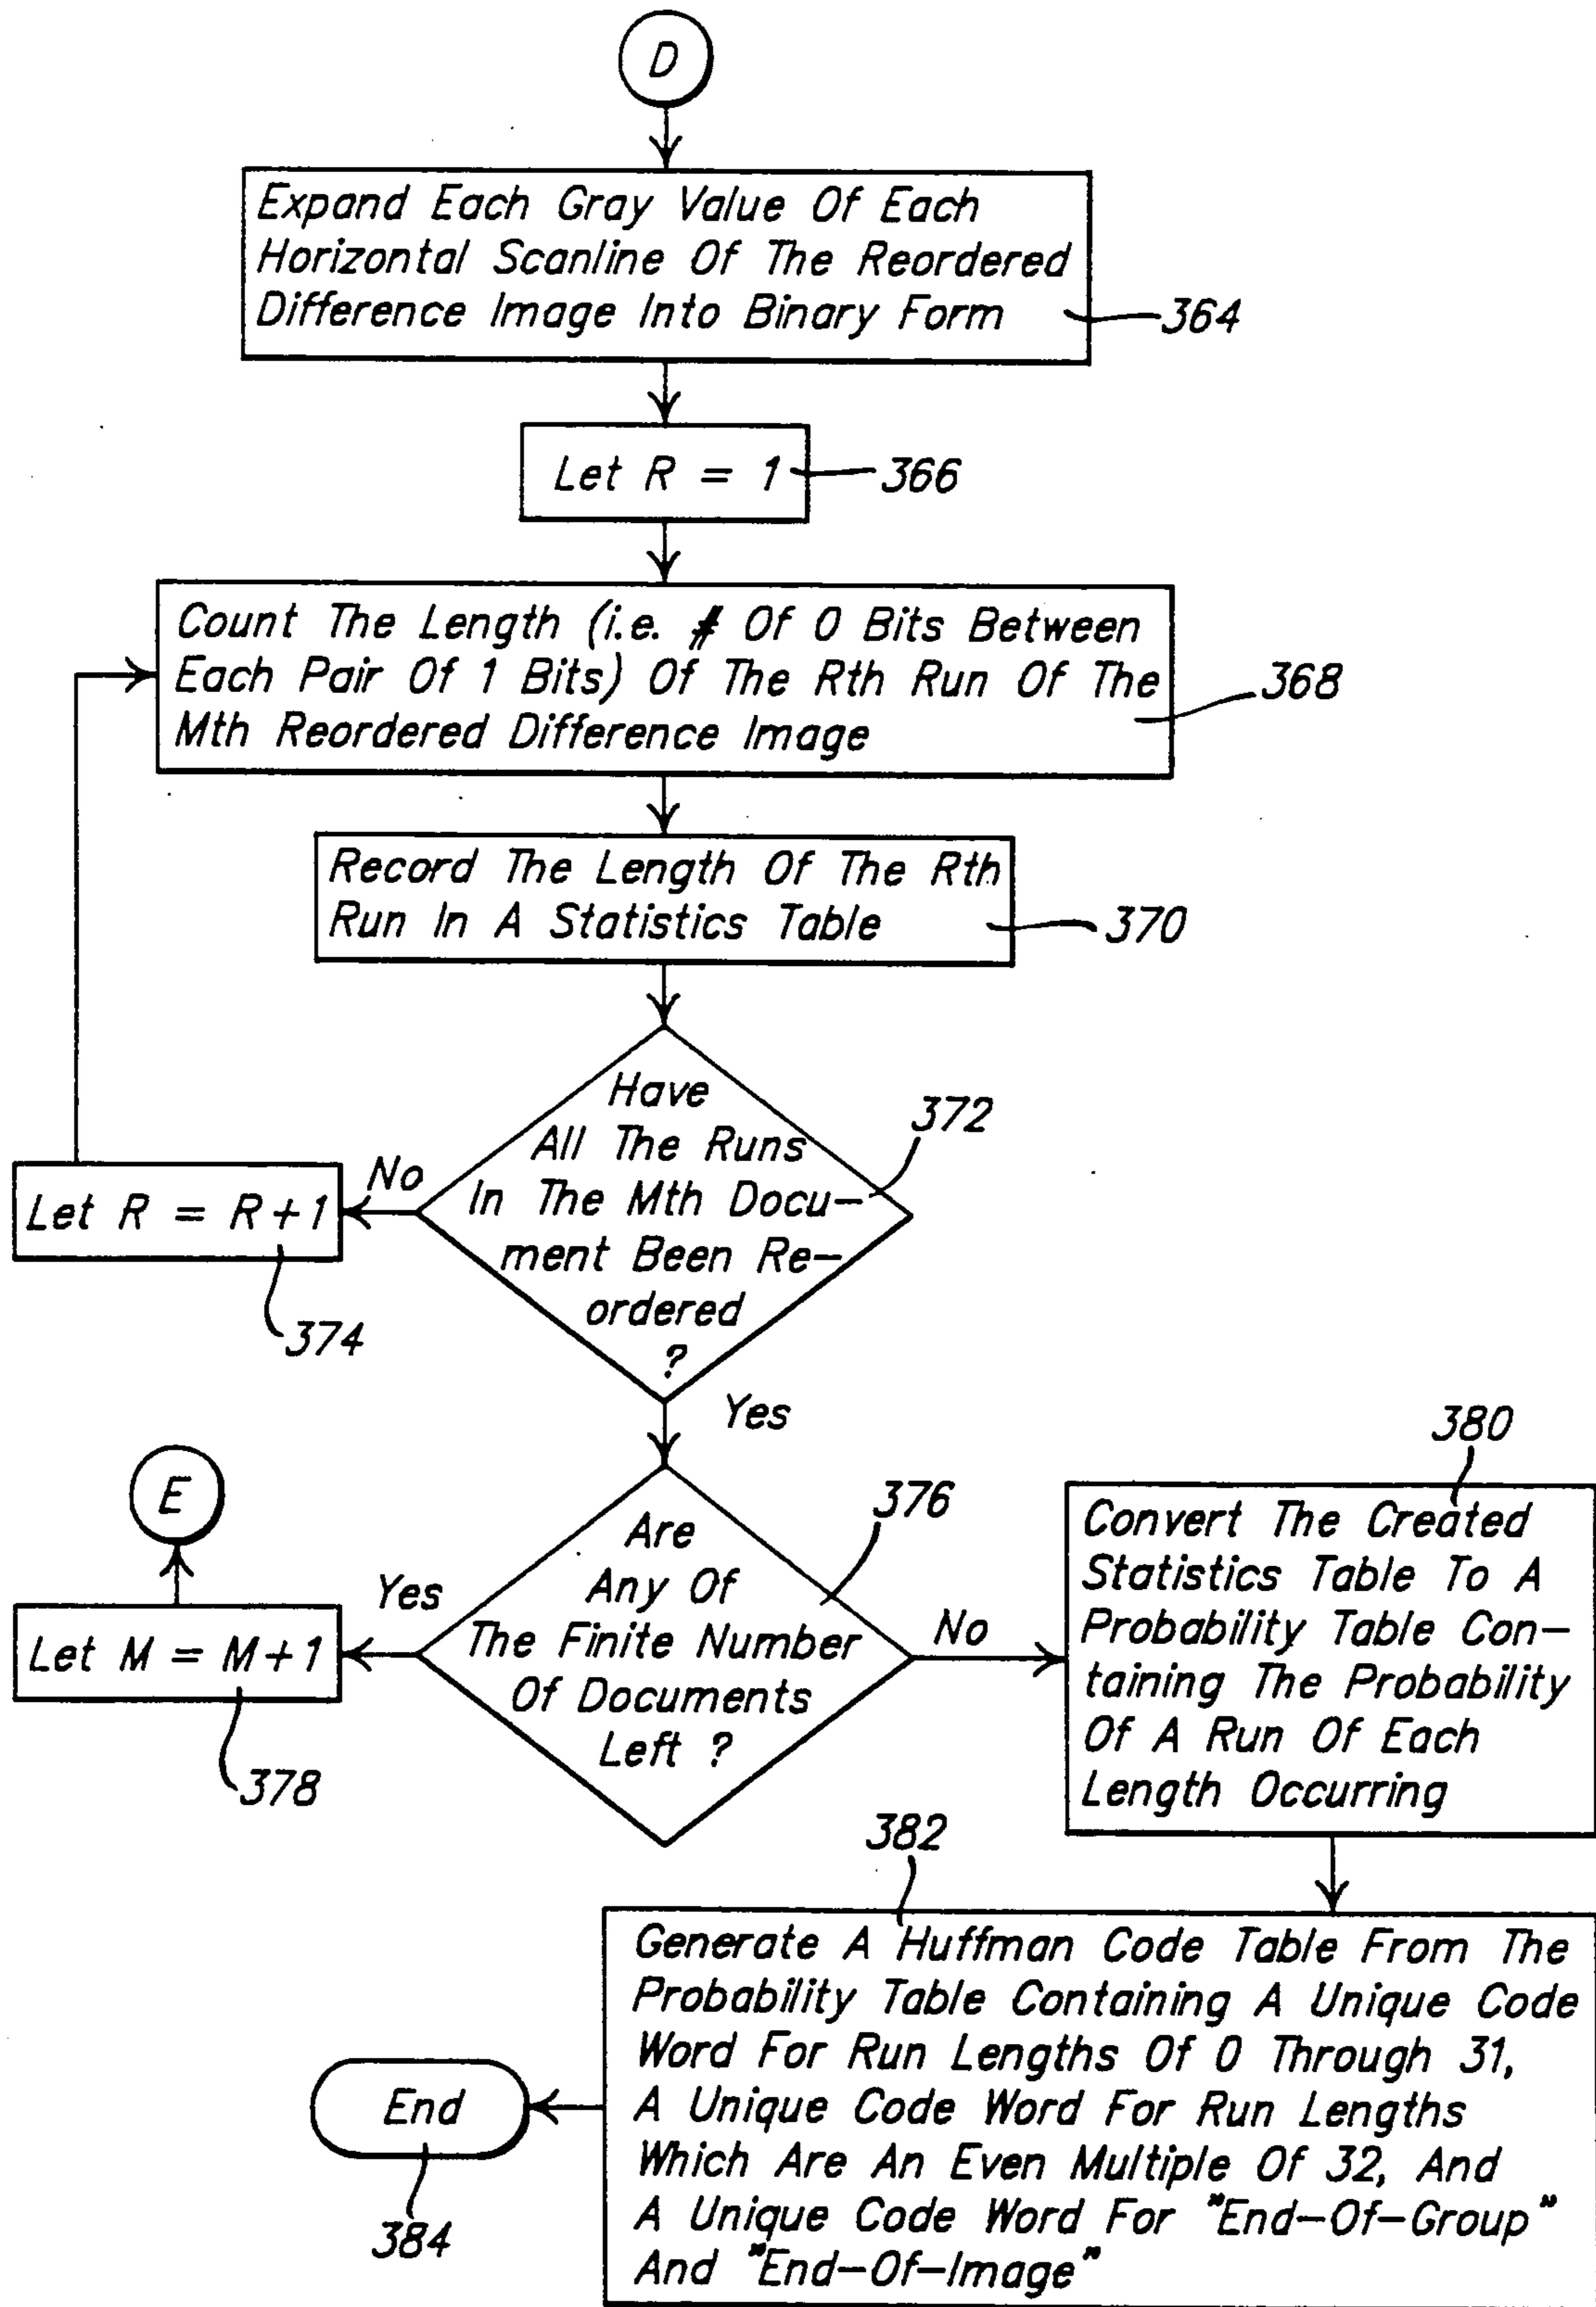 D
Expand Each Gray Value Of Each
Horizontal Scanline Of The Reordered
Difference Image Into Binary Form
364
Let R = 1
366
Count The Length (i.e. # Of 0 Bits Between
Each Pair Of 1 Bits) Of The Rth Run Of The
Mth Reordered Difference Image
368
Record The Length Of The Rth
Run In A Statistics Table
370
Have
All The Runs
In The Mth Docu-
ment Been Re-
ordered
?
372
No
Let R = R+1
374
Yes
Are
Any Of
The Finite Number
Of Documents
Left ?
376
Yes
Let M = M+1
378
E
No
380
Convert The Created
Statistics Table To A
Probability Table Con-
taining The Probability
Of A Run Of Each
Length Occurring
382
Generate A Huffman Code Table From The
Probability Table Containing A Unique Code
Word For Run Lengths Of 0 Through 31,
A Unique Code Word For Run Lengths
Which Are An Even Multiple Of 32, And
A Unique Code Word For "End-Of-Group"
And "End-Of-Image"
End
384